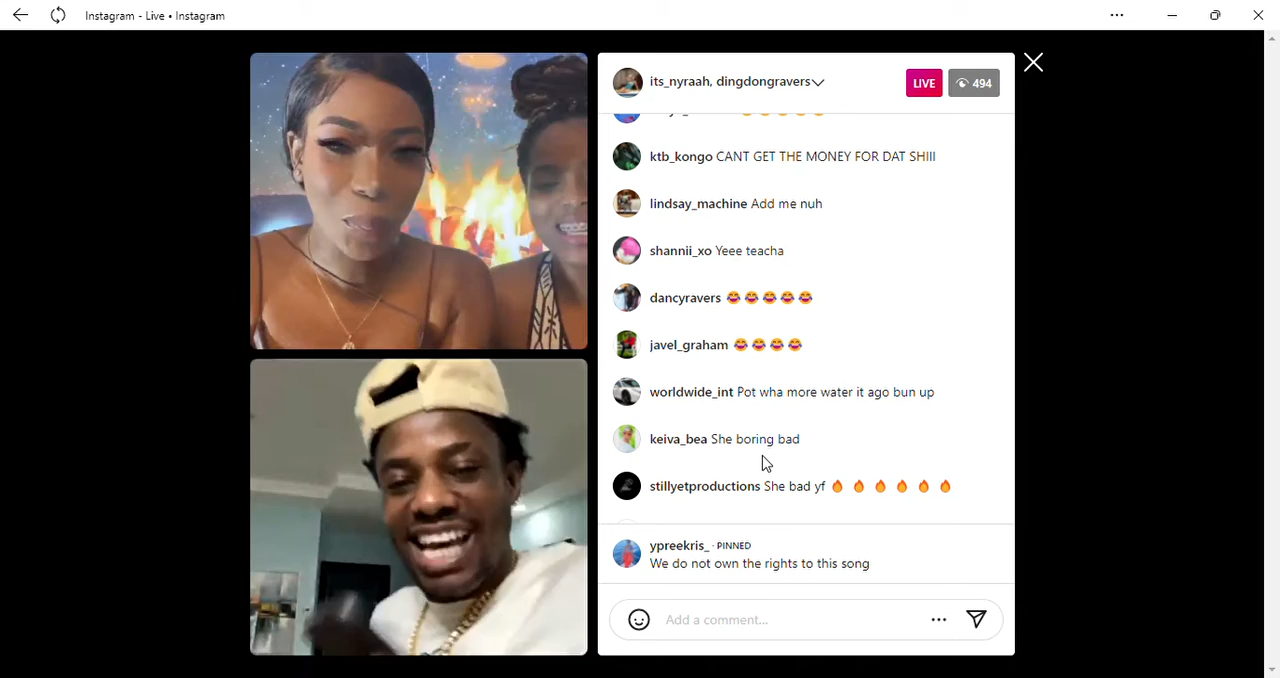 Instagram - Live • Instagram
its_nyraah, dingdongravers
LIVE
494
ktb_kongo CANT GET THE MONEY FOR DAT SHIII
lindsay_machine Add me nuh
shannii_xo Yeee teacha
dancyravers 😂😂😂😂😂
javel_graham 😂😂😂😂
worldwide_int Pot wha more water it ago bun up
keiva_bea She boring bad
stillyetproductions She bad yf 🔥🔥🔥🔥🔥🔥
ypreekris_ · PINNED
We do not own the rights to this song
Add a comment...